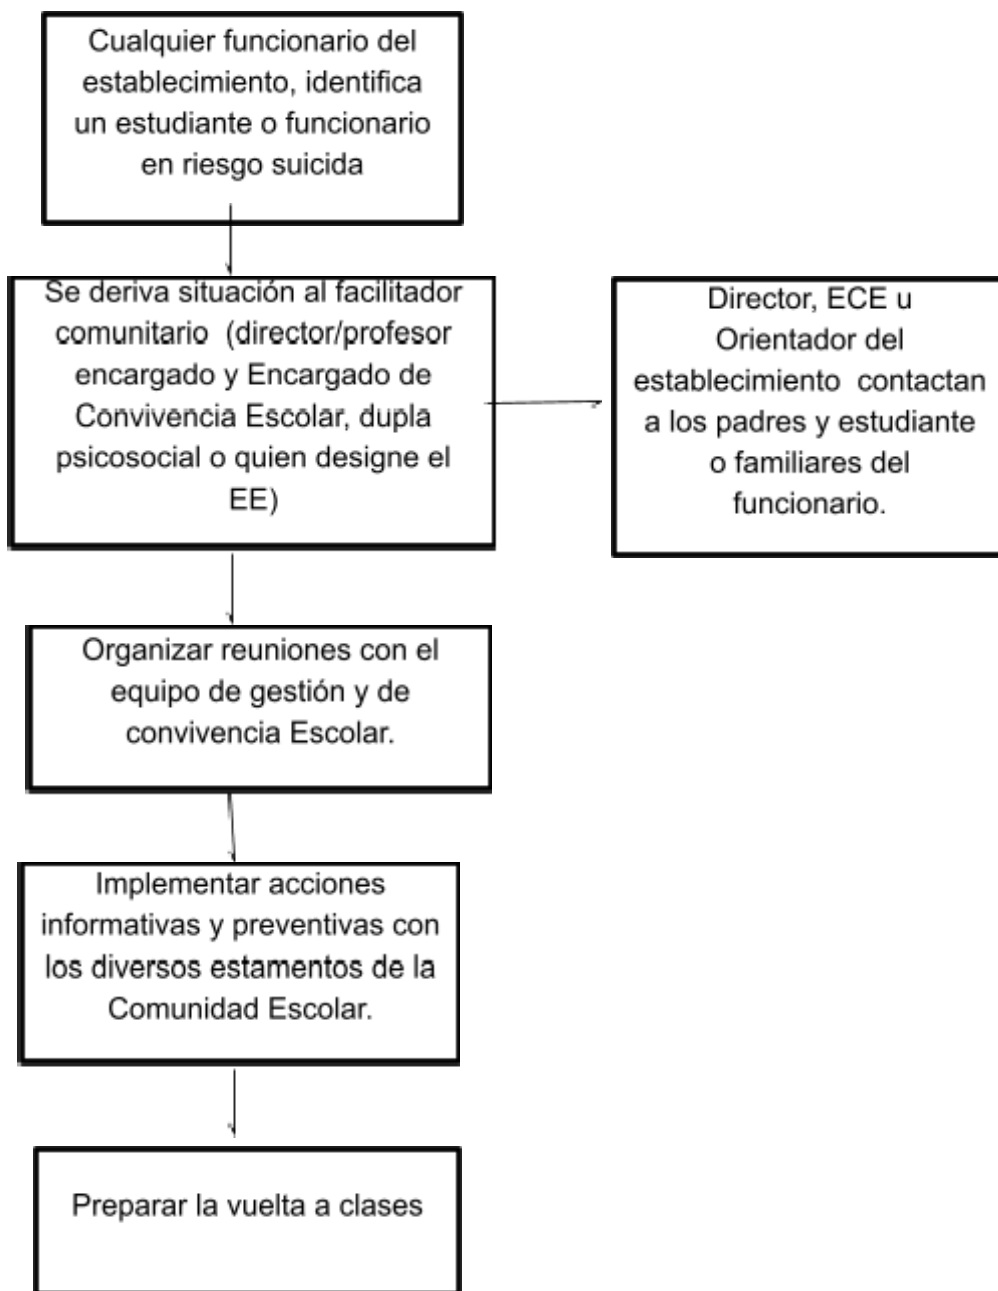 Cualquier funcionario del
establecimiento, identifica
un estudiante o funcionario
en riesgo suicida
Se deriva situación al facilitador
comunitario (director/profesor
encargado y Encargado de
Convivencia Escolar, dupla
psicosocial o quien designe el
EE)
Director, ECE u
Orientador del
establecimiento contactan
a los padres y estudiante
o familiares del
funcionario.
Organizar reuniones con el
equipo de gestión y de
convivencia Escolar.
Implementar acciones
informativas y preventivas con
los diversos estamentos de la
Comunidad Escolar.
Preparar la vuelta a clases